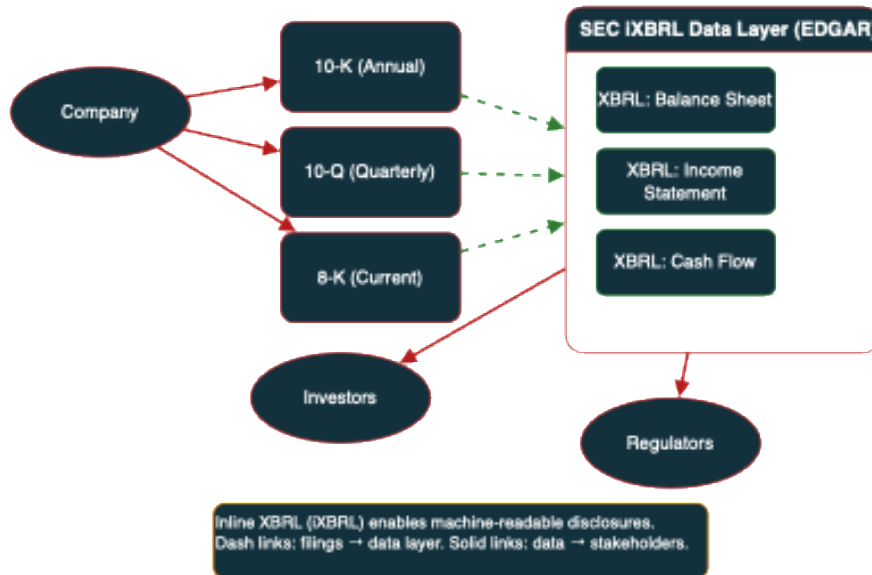 SEC iXBRL Data Layer (EDGAR)
10-K (Annual)
Company
XBRL: Balance Sheet
10-Q (Quarterly)
XBRL: Income
Statement
8-K (Current)
XBRL: Cash Flow
Investors
Regulators
Inline XBRL (iXBRL) enables machine-readable disclosures.
Dash links: filings → data layer. Solid links: data → stakeholders.